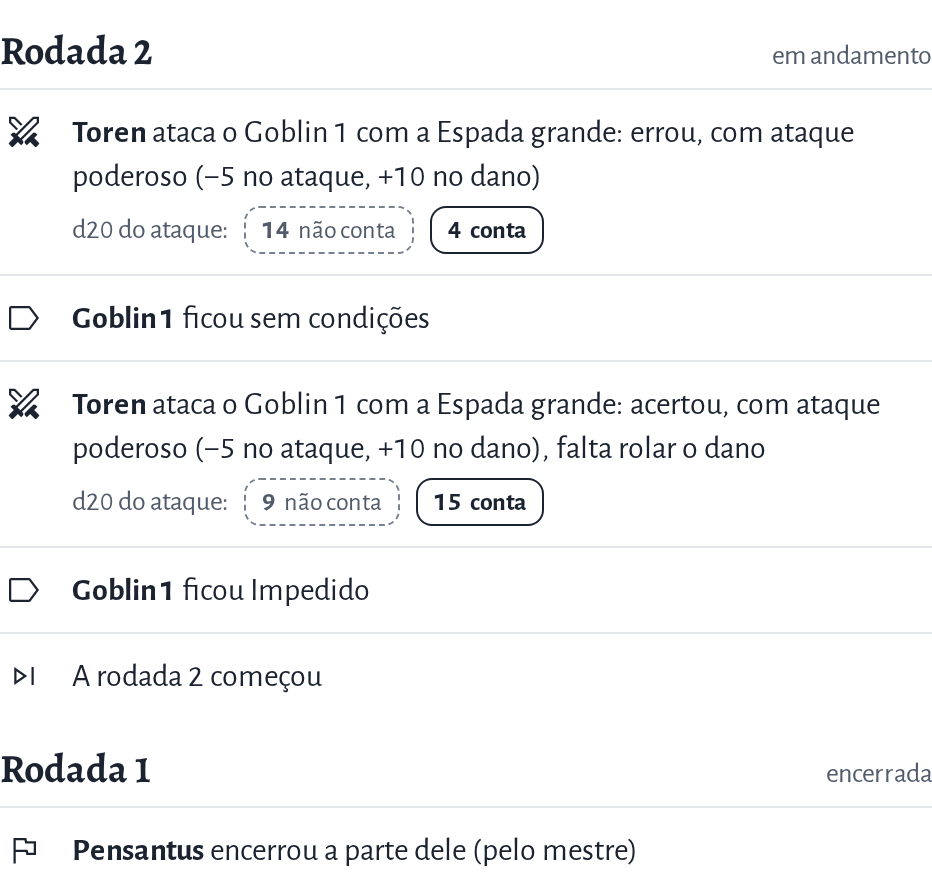 Rodada 2
em andamento
Toren ataca o Goblin 1 com a Espada grande: errou, com ataque
poderoso (−5 no ataque, +10 no dano)
d20 do ataque: 14 não conta 4 conta
Goblin 1 ficou sem condições
Toren ataca o Goblin 1 com a Espada grande: acertou, com ataque
poderoso (−5 no ataque, +10 no dano), falta rolar o dano
d20 do ataque: 9 não conta 15 conta
Goblin 1 ficou Impedido
A rodada 2 começou
Rodada 1
encerrada
Pensantus encerrou a parte dele (pelo mestre)